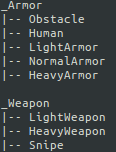 _Armor
|-- Obstacle
|-- Human
|-- LightArmor
|-- NormalArmor
|-- HeavyArmor

_Weapon
|-- LightWeapon
|-- HeavyWeapon
|-- Snipe